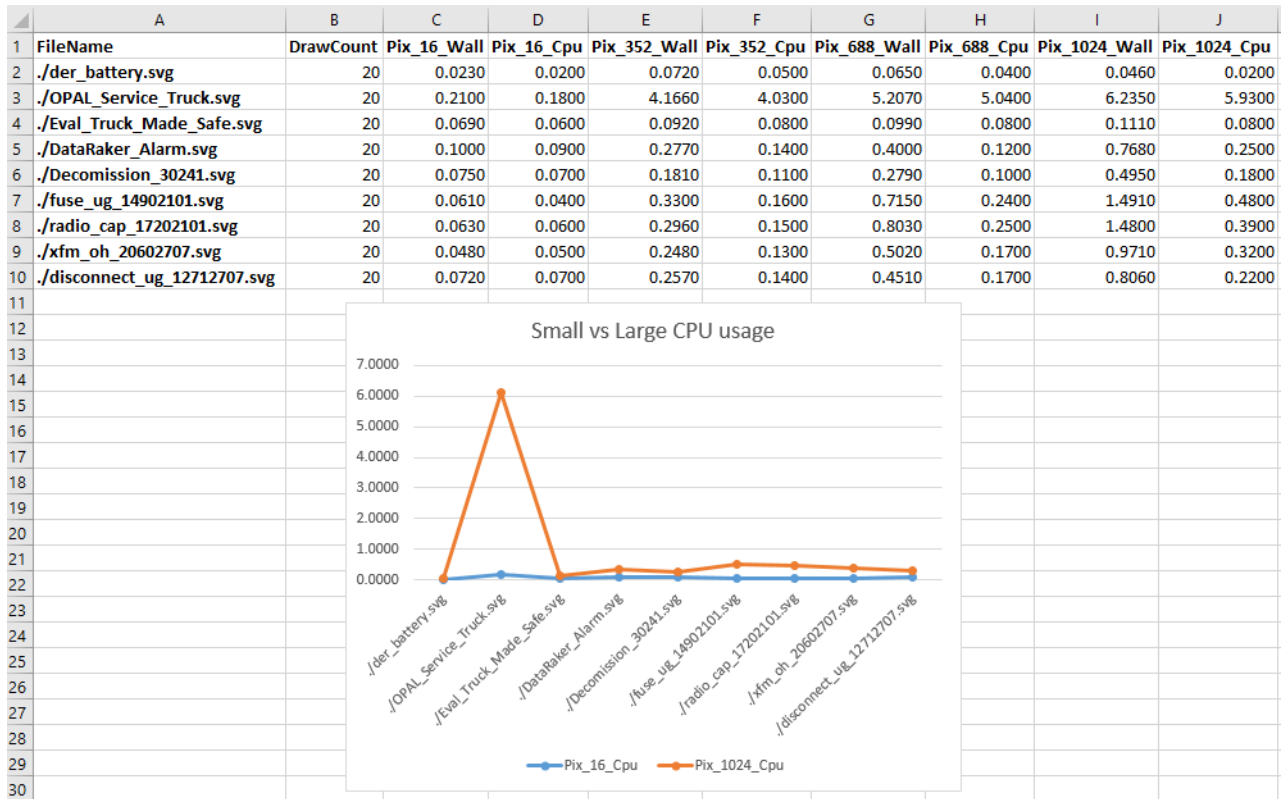 A B C D E F G H I J
1 FileName DrawCount Pix_16_Wall Pix_16_Cpu Pix_352_Wall Pix_352_Cpu Pix_688_Wall Pix_688_Cpu Pix_1024_Wall Pix_1024_Cpu
2 ./der_battery.svg 20 0.0230 0.0200 0.0720 0.0500 0.0650 0.0400 0.0460 0.0200
3 ./OPAL_Service_Truck.svg 20 0.2100 0.1800 4.1660 4.0300 5.2070 5.0400 6.2350 5.9300
4 ./Eval_Truck_Made_Safe.svg 20 0.0690 0.0600 0.0920 0.0800 0.0990 0.0800 0.1110 0.0800
5 ./DataRaker_Alarm.svg 20 0.1000 0.0900 0.2770 0.1400 0.4000 0.1200 0.7680 0.2500
6 ./Decomission_30241.svg 20 0.0750 0.0700 0.1810 0.1100 0.2790 0.1000 0.4950 0.1800
7 ./fuse_ug_14902101.svg 20 0.0610 0.0400 0.3300 0.1600 0.7150 0.2400 1.4910 0.4800
8 ./radio_cap_17202101.svg 20 0.0630 0.0600 0.2960 0.1500 0.8030 0.2500 1.4800 0.3900
9 ./xfm_oh_20602707.svg 20 0.0480 0.0500 0.2480 0.1300 0.5020 0.1700 0.9710 0.3200
10 ./disconnect_ug_12712707.svg 20 0.0720 0.0700 0.2570 0.1400 0.4510 0.1700 0.8060 0.2200
11
12
13
14
15
16
17
18
19
20
21
22
23
24
25
26
27
28
29
30
Small vs Large CPU usage
7.0000
6.0000
5.0000
4.0000
3.0000
2.0000
1.0000
0.0000
./der_battery.svg
./OPAL_Service_Truck.svg
./Eval_Truck_Made_Safe.svg
./DataRaker_Alarm.svg
./Decomission_30241.svg
./fuse_ug_14902101.svg
./radio_cap_17202101.svg
./xfm_oh_20602707.svg
./disconnect_ug_12712707.svg
Pix_16_Cpu Pix_1024_Cpu